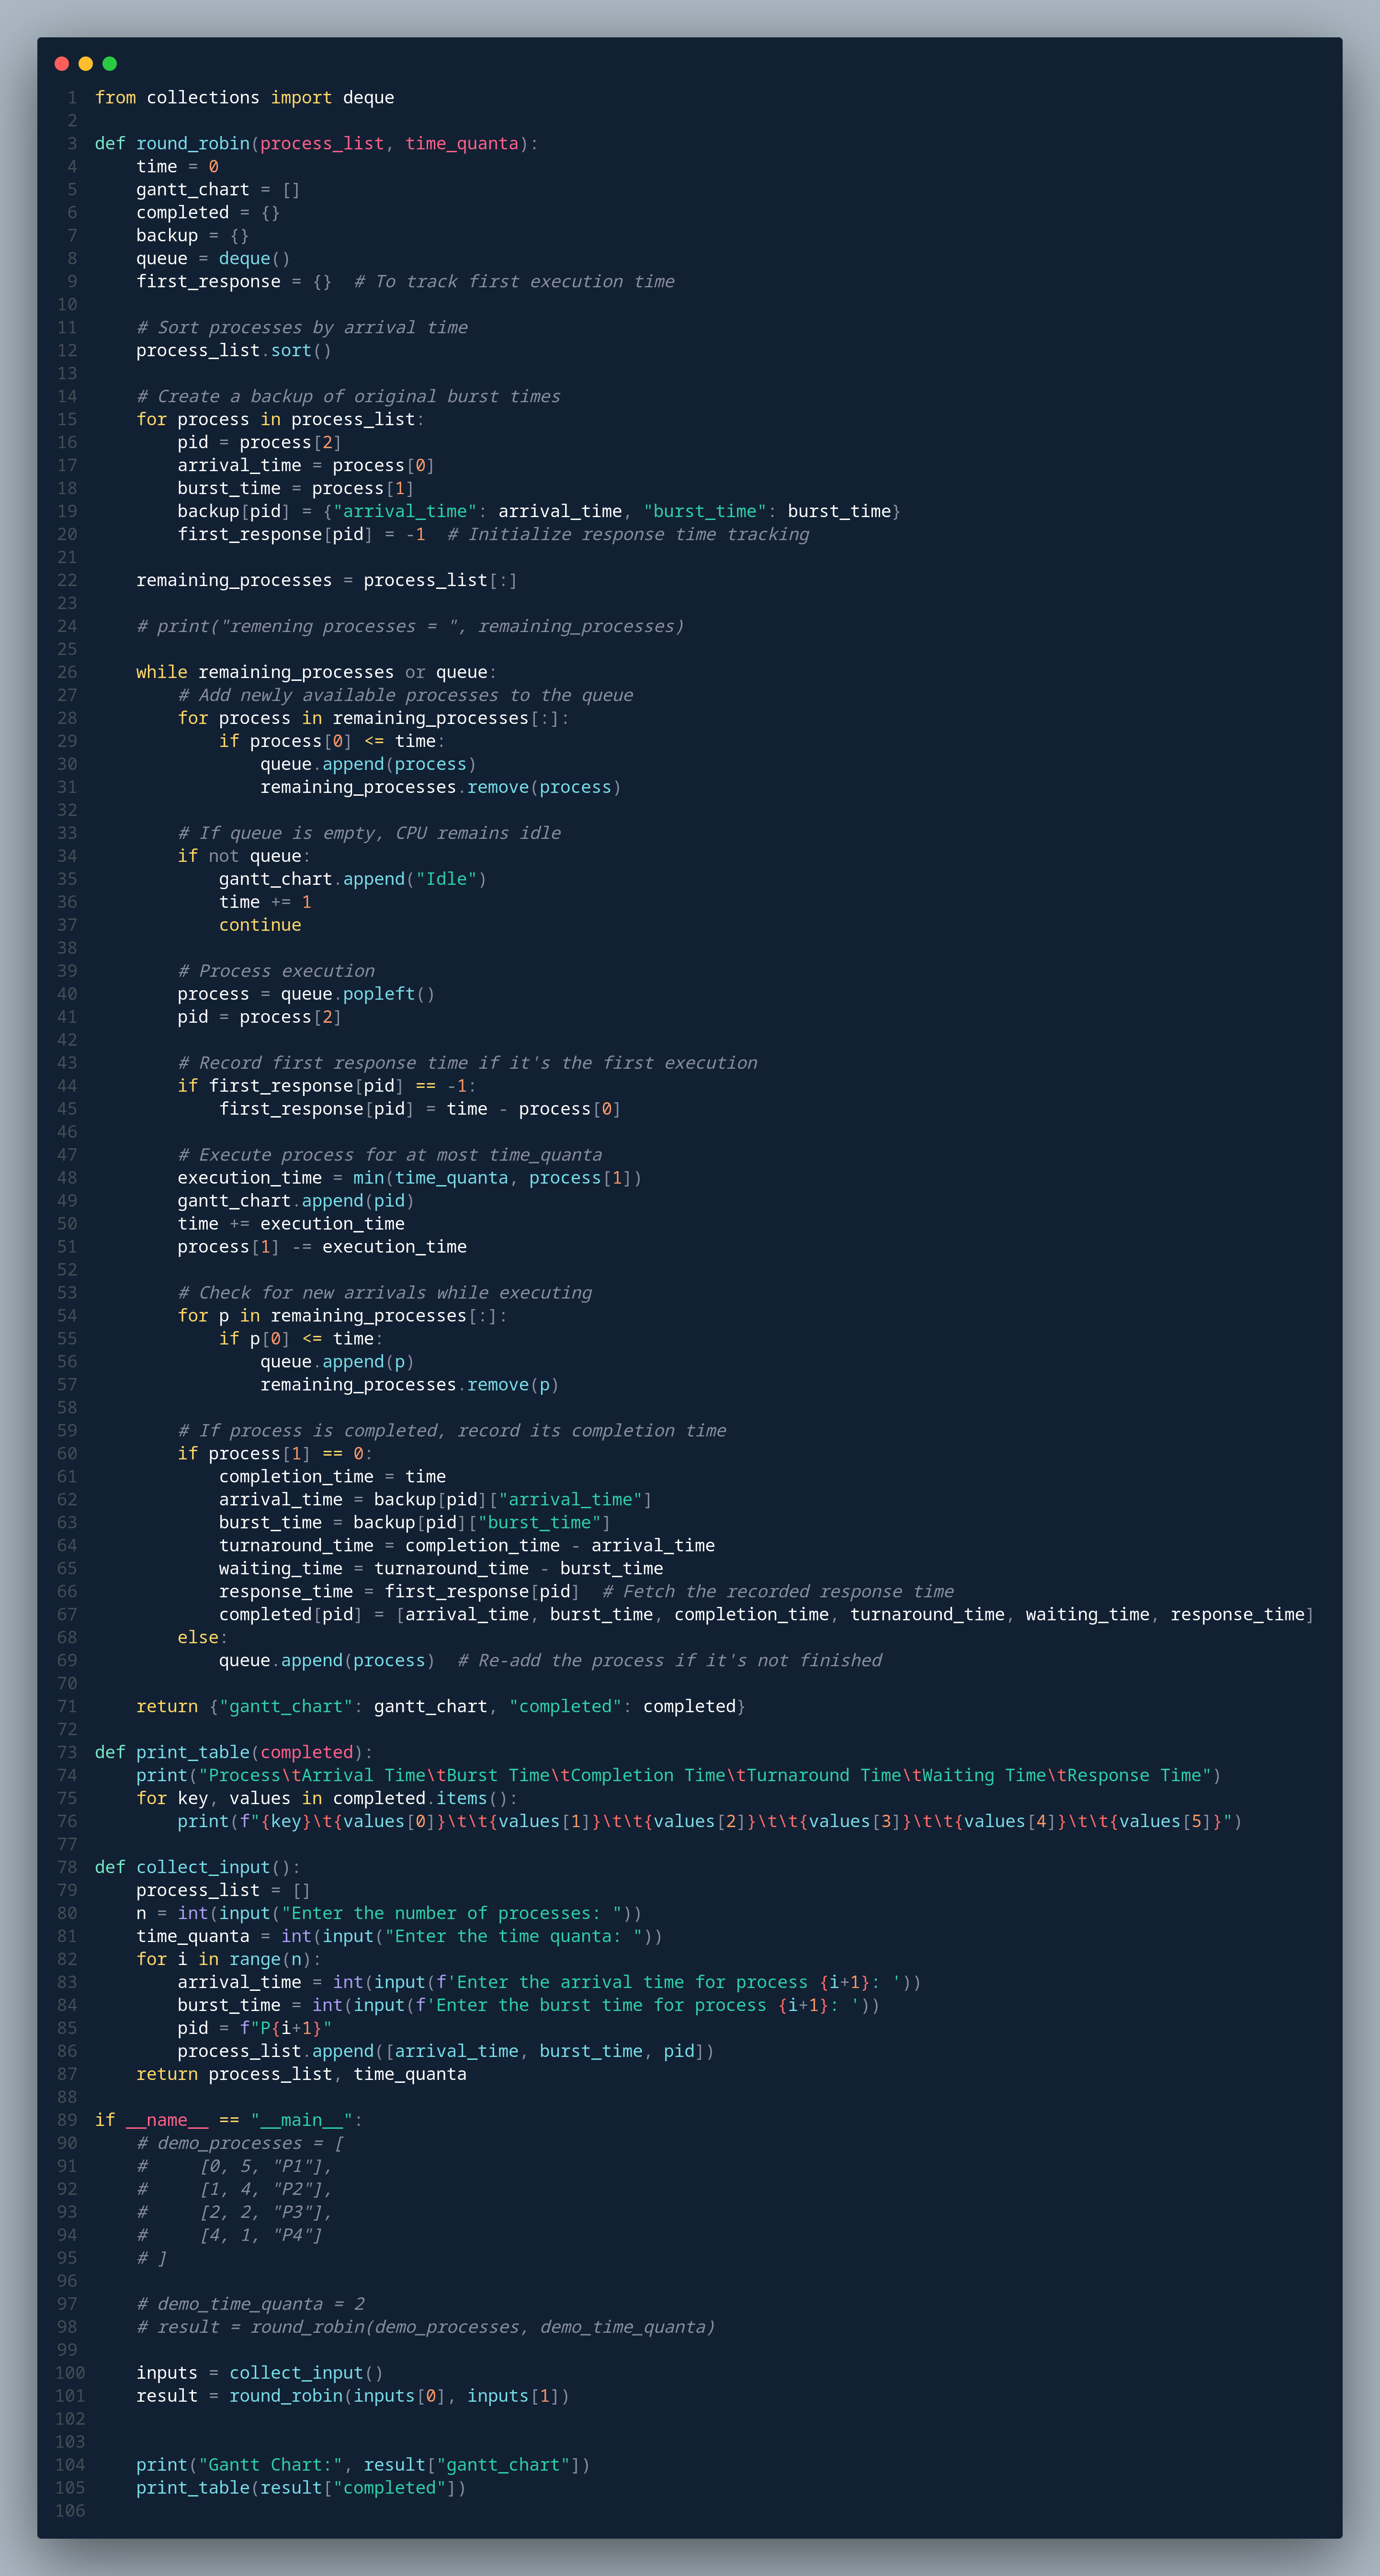 1 from collections import deque
2
3 def round_robin(process_list, time_quanta):
4     time = 0
5     gantt_chart = []
6     completed = {}
7     backup = {}
8     queue = deque()
9     first_response = {}  # To track first execution time
10
11     # Sort processes by arrival time
12     process_list.sort()
13
14     # Create a backup of original burst times
15     for process in process_list:
16         pid = process[2]
17         arrival_time = process[0]
18         burst_time = process[1]
19         backup[pid] = {"arrival_time": arrival_time, "burst_time": burst_time}
20         first_response[pid] = -1  # Initialize response time tracking
21
22     remaining_processes = process_list[:]
23
24     # print("remening processes = ", remaining_processes)
25
26     while remaining_processes or queue:
27         # Add newly available processes to the queue
28         for process in remaining_processes[:]:
29             if process[0] <= time:
30                 queue.append(process)
31                 remaining_processes.remove(process)
32
33         # If queue is empty, CPU remains idle
34         if not queue:
35             gantt_chart.append("Idle")
36             time += 1
37             continue
38
39         # Process execution
40         process = queue.popleft()
41         pid = process[2]
42
43         # Record first response time if it's the first execution
44         if first_response[pid] == -1:
45             first_response[pid] = time - process[0]
46
47         # Execute process for at most time_quanta
48         execution_time = min(time_quanta, process[1])
49         gantt_chart.append(pid)
50         time += execution_time
51         process[1] -= execution_time
52
53         # Check for new arrivals while executing
54         for p in remaining_processes[:]:
55             if p[0] <= time:
56                 queue.append(p)
57                 remaining_processes.remove(p)
58
59         # If process is completed, record its completion time
60         if process[1] == 0:
61             completion_time = time
62             arrival_time = backup[pid]["arrival_time"]
63             burst_time = backup[pid]["burst_time"]
64             turnaround_time = completion_time - arrival_time
65             waiting_time = turnaround_time - burst_time
66             response_time = first_response[pid]  # Fetch the recorded response time
67             completed[pid] = [arrival_time, burst_time, completion_time, turnaround_time, waiting_time, response_time]
68         else:
69             queue.append(process)  # Re-add the process if it's not finished
70
71     return {"gantt_chart": gantt_chart, "completed": completed}
72
73 def print_table(completed):
74     print("Process\tArrival Time\tBurst Time\tCompletion Time\tTurnaround Time\tWaiting Time\tResponse Time")
75     for key, values in completed.items():
76         print(f"{key}\t{values[0]}\t\t{values[1]}\t\t{values[2]}\t\t{values[3]}\t\t{values[4]}\t\t{values[5]}")
77
78 def collect_input():
79     process_list = []
80     n = int(input("Enter the number of processes: "))
81     time_quanta = int(input("Enter the time quanta: "))
82     for i in range(n):
83         arrival_time = int(input(f'Enter the arrival time for process {i+1}: '))
84         burst_time = int(input(f'Enter the burst time for process {i+1}: '))
85         pid = f"P{i+1}"
86         process_list.append([arrival_time, burst_time, pid])
87     return process_list, time_quanta
88
89 if __name__ == "__main__":
90     # demo_processes = [
91     #     [0, 5, "P1"],
92     #     [1, 4, "P2"],
93     #     [2, 2, "P3"],
94     #     [4, 1, "P4"]
95     # ]
96
97     # demo_time_quanta = 2
98     # result = round_robin(demo_processes, demo_time_quanta)
99
100     inputs = collect_input()
101     result = round_robin(inputs[0], inputs[1])
102
103
104     print("Gantt Chart:", result["gantt_chart"])
105     print_table(result["completed"])
106